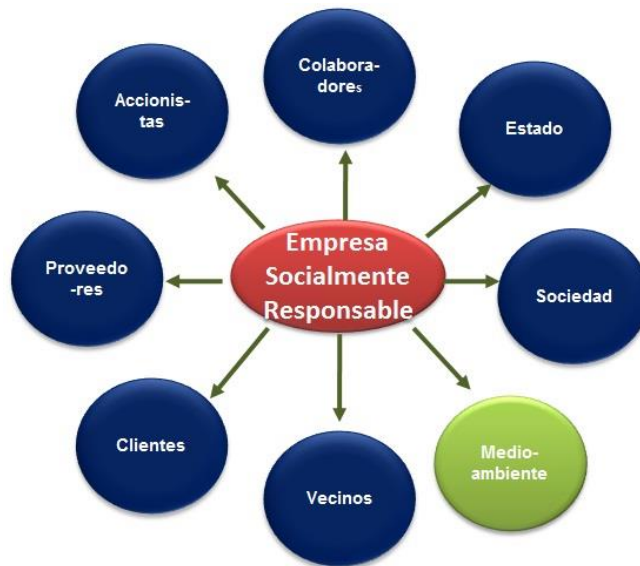 Colabora-
dores
Accionis-
tas
Estado
Empresa
Socialmente
Responsable
Proveedo
-res
Sociedad
Clientes
Medio-
ambiente
Vecinos